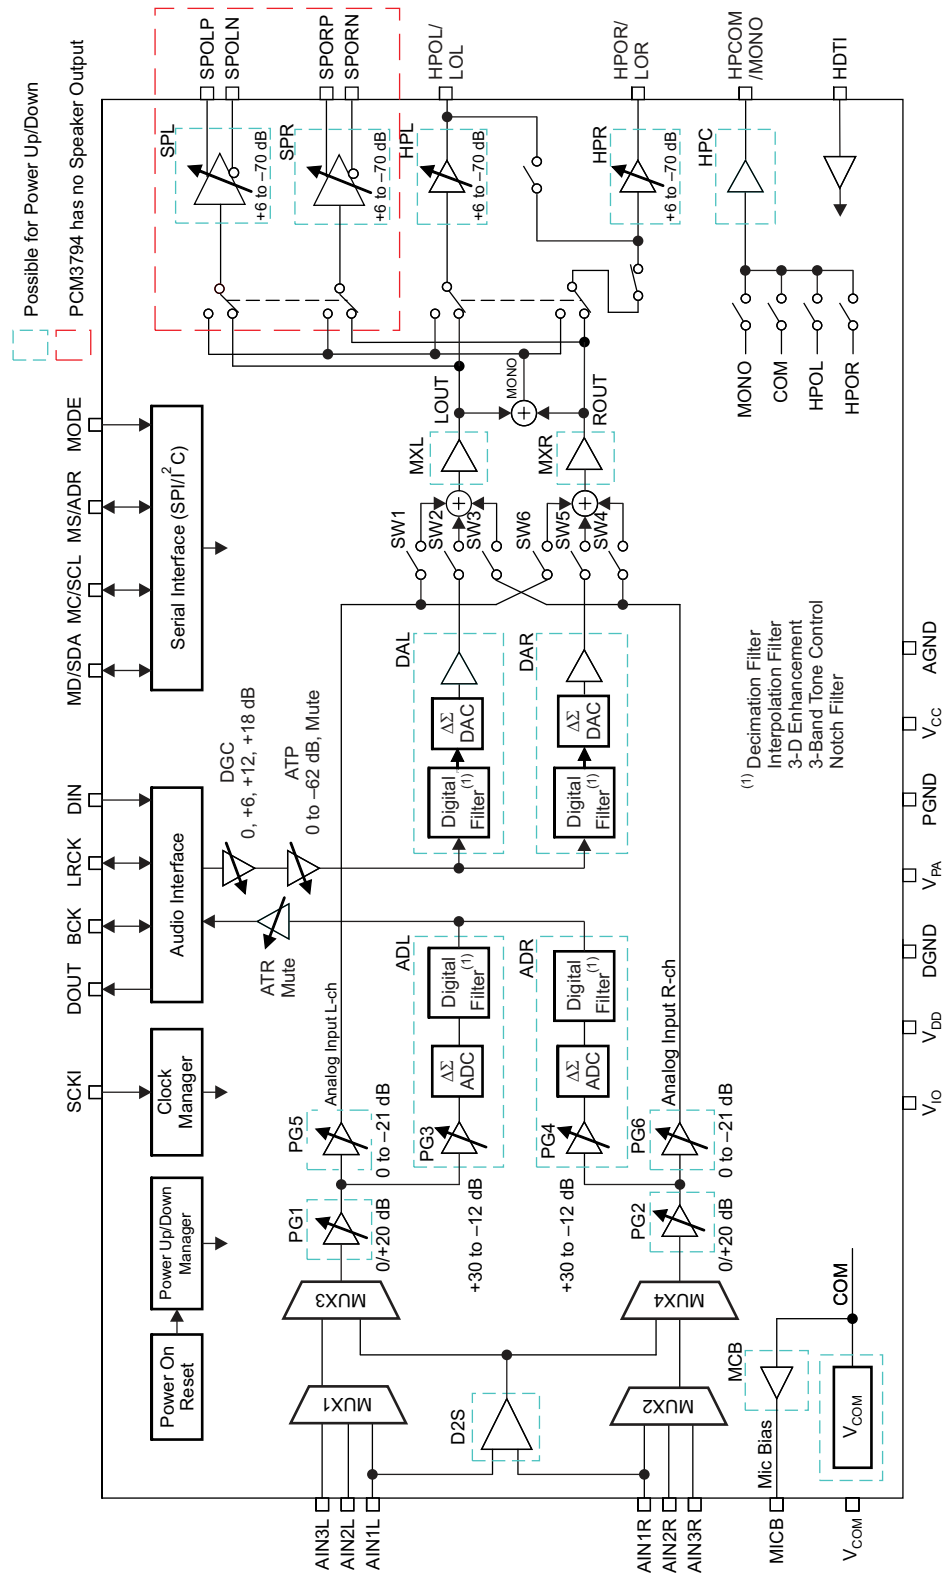 Possible for Power Up/Down
PCM3794 has no Speaker Output
SCKI
DOUT
BCK
LRCK
DIN
MD/SDA
MC/SCL
MS/ADR
MODE
Power On
Reset
Power Up/Down
Manager
Clock
Manager
Audio Interface
Serial Interface (SPI/I2C)
ATR
Mute
DGC
0, +6, +12, +18 dB
ATP
0 to –62 dB, Mute
AIN3L
AIN2L
AIN1L
MUX1
MUX3
PG1
0/+20 dB
PG5
0 to –21 dB
Analog Input L-ch
D2S
PG3
+30 to –12 dB
ΔΣ
ADC
Digital
Filter(1)
ADL
PG4
+30 to –12 dB
ΔΣ
ADC
Digital
Filter(1)
ADR
AIN1R
AIN2R
AIN3R
MUX2
MUX4
PG2
0/+20 dB
PG6
0 to –21 dB
Analog Input R-ch
DAL
Digital
Filter(1)
ΔΣ
DAC
DAR
Digital
Filter(1)
ΔΣ
DAC
SW1
SW2
SW3
SW6
SW5
SW4
MXL
MXR
LOUT
MONO
ROUT
SPL
+6 to –70 dB
SPR
+6 to –70 dB
HPL
+6 to –70 dB
HPR
+6 to –70 dB
HPC
SPOLP
SPOLN
SPORP
SPORN
HPOL/
LOL
HPOR/
LOR
HPCOM
/MONO
HDTI
MONO
COM
HPOL
HPOR
MICB
Mic Bias
MCB
COM
VCOM
VCOM
(1) Decimation Filter
Interpolation Filter
3-D Enhancement
3-Band Tone Control
Notch Filter
VIO
VDD
DGND
VPA
PGND
VCC
AGND